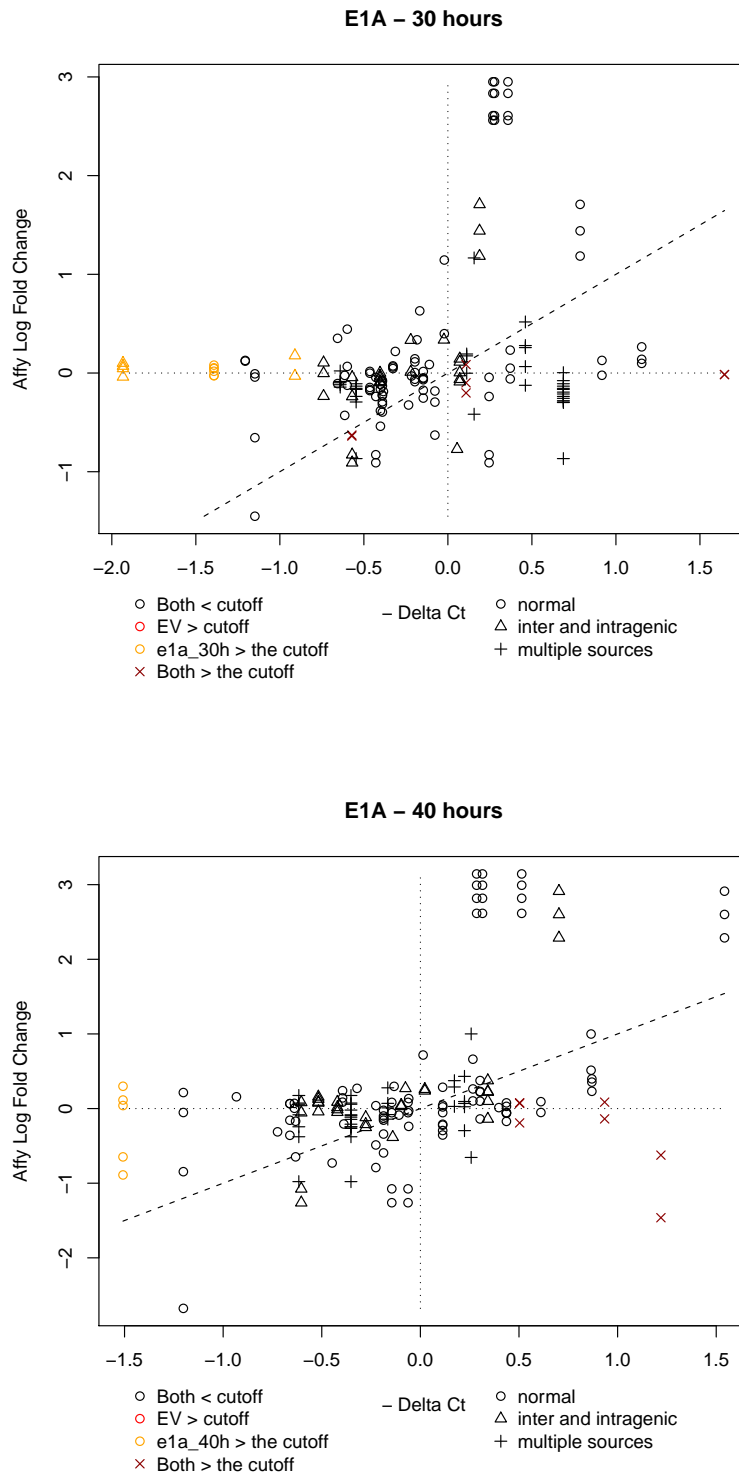 E1A – 30 hours
3
2
1
0
−1
Affy Log Fold Change
−2.0 −1.5 −1.0 −0.5 0.0 0.5 1.0 1.5
− Delta Ct
Both < cutoff
EV > cutoff
e1a_30h > the cutoff
Both > the cutoff
normal
inter and intragenic
multiple sources
E1A – 40 hours
3
2
1
0
−1
−2
Affy Log Fold Change
−1.5 −1.0 −0.5 0.0 0.5 1.0 1.5
− Delta Ct
Both < cutoff
EV > cutoff
e1a_40h > the cutoff
Both > the cutoff
normal
inter and intragenic
multiple sources